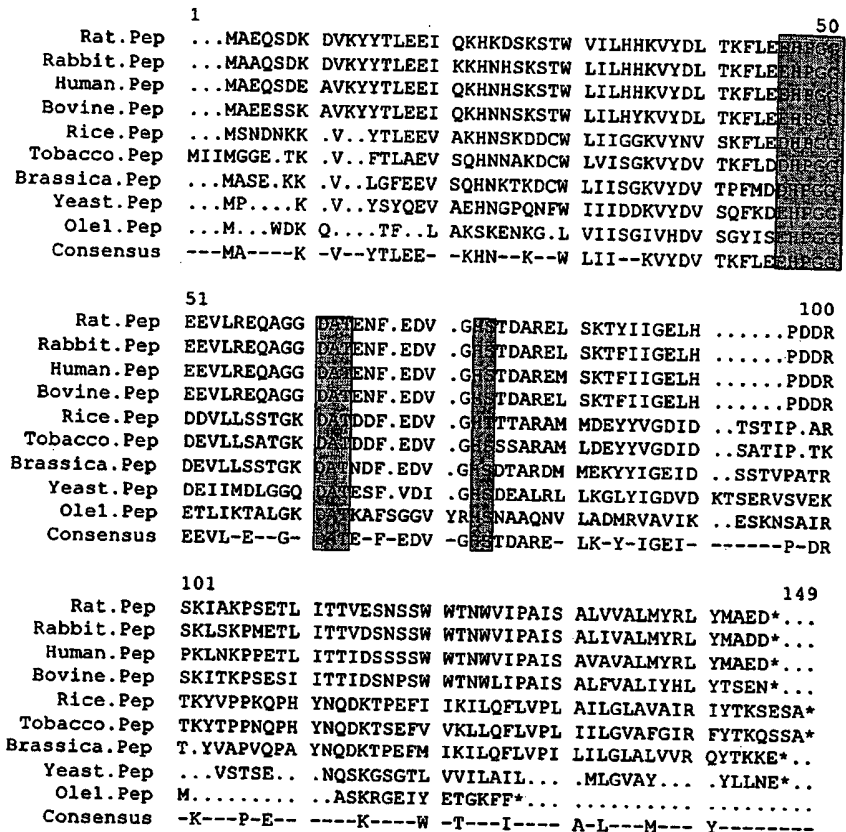 1 50
Rat.Pep ...MAEQSDK DVKYYTLEEI QKHKDSKSTW VILHHKVYDL TKFLEEHPGG
Rabbit.Pep ...MAAQSDK DVKYYTLEEI KKHNHSKSTW LILHHKVYDL TKFLEEHPGG
Human.Pep ...MAEQSDE AVKYYTLEEI QKHNHSKSTW LILHHKVYDL TKFLEEHPGG
Bovine.Pep ...MAEESSK AVKYYTLEEI QKHNNSKSTW LILHYKVYDL TKFLEEHPGG
Rice.Pep ...MSNDNKK .V..YTLEEV AKHNSKDDCW LIIGGKVYNV SKFLEDHPGG
Tobacco.Pep MIIMGGE.TK .V..FTLAEV SQHNNAKDCW LVISGKVYDV TKFLDDHPGG
Brassica.Pep ...MASE.KK .V..LGFEEV SQHNKTKDCW LIISGKVYDV TPFMDDHPGG
Yeast.Pep ...MP....K .V..YSYQEV AEHNGPQNFW IIIDDKVYDV SQFKDEHPGG
Ole1.Pep ...M...WDK Q....TF..L AKSKENKG.L VIISGIVHDV SGYISEHPGG
Consensus ---MA----K -V--YTLEE- -KHN--K--W LII--KVYDV TKFLEEHPGG
51 100
Rat.Pep EEVLREQAGG DATENF.EDV .GHSTDAREL SKTYIIGELH ......PDDR
Rabbit.Pep EEVLREQAGG DATENF.EDV .GHSTDAREL SKTFIIGELH ......PDDR
Human.Pep EEVLREQAGG DATENF.EDV .GHSTDAREM SKTFIIGELH ......PDDR
Bovine.Pep EEVLREQAGG DATENF.EDV .GHSTDAREL SKTFIIGELH ......PDDR
Rice.Pep DDVLLSSTGK DATDDF.EDV .GHTTTARAM MDEYYVGDID ..TSTIP.AR
Tobacco.Pep DEVLLSATGK DATDDF.EDV .GHSSSARAM LDEYYVGDID ..SATIP.TK
Brassica.Pep DEVLLSSTGK DATNDF.EDV .GHSDTARDM MEKYYIGEID ..SSTVPATR
Yeast.Pep DEIIMDLGGQ DATESF.VDI .GHSDEALRL LKGLYIGDVD KTSERVSVEK
Ole1.Pep ETLIKTALGK DATKAFSGGV YRHSNAAQNV LADMRVAVIK ..ESKNSAIR
Consensus EEVL-E--G- DATE-F-EDV -GHSTDARE- LK-Y-IGEI- ------P-DR
101 149
Rat.Pep SKIAKPSETL ITTVESNSSW WTNWVIPAIS ALVVALMYRL YMAED*...
Rabbit.Pep SKLSKPMETL ITTVDSNSSW WTNWVIPAIS ALIVALMYRL YMADD*...
Human.Pep PKLNKPPETL ITTIDSSSSW WTNWVIPAIS AVAVALMYRL YMAED*...
Bovine.Pep SKITKPSESI ITTIDSNPSW WTNWLIPAIS ALFVALIYHL YTSEN*...
Rice.Pep TKYVPPKQPH YNQDKTPEFI IKILQFLVPL AILGLAVAIR IYTKSESA*
Tobacco.Pep TKYTPPNQPH YNQDKTSEFV VKLLQFLVPL IILGVAFGIR FYTKQSSA*
Brassica.Pep T.YVAPVQPA YNQDKTPEFM IKILQFLVPI LILGLALVVR QYTKKE*..
Yeast.Pep ...VSTSE.. .NQSKGSGTL VVILAIL... .MLGVAY... .YLLNE*..
Ole1.Pep M......... .ASKRGEIY ETGKFF*... .......... .........
Consensus -K---P-E-- ----K----W -T---I---- A-L---M--- Y--------